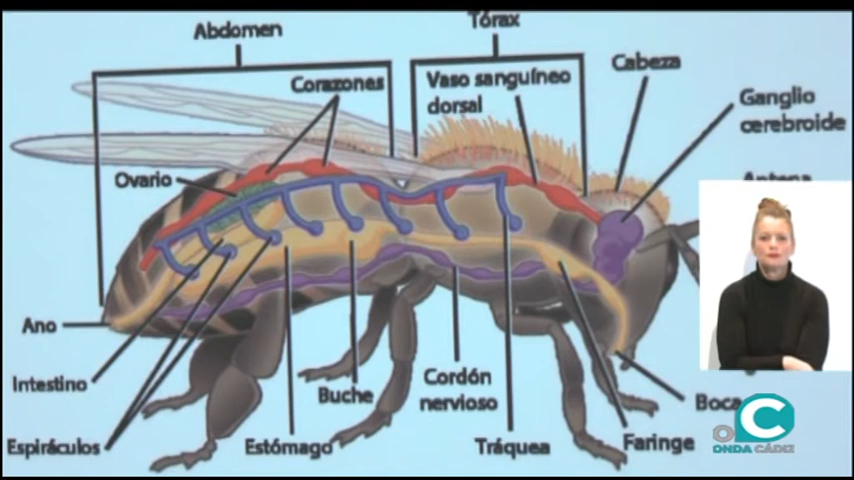 Abdomen
Tórax
Cabeza
Corazones
Vaso sanguíneo
dorsal
Ganglio
cerebroide
Ovario
Antena
Ano
Intestino
Buche
Cordón
nervioso
Boca
Espiráculos
Estómago
Tráquea
Faringe
ONDA CÁDIZ